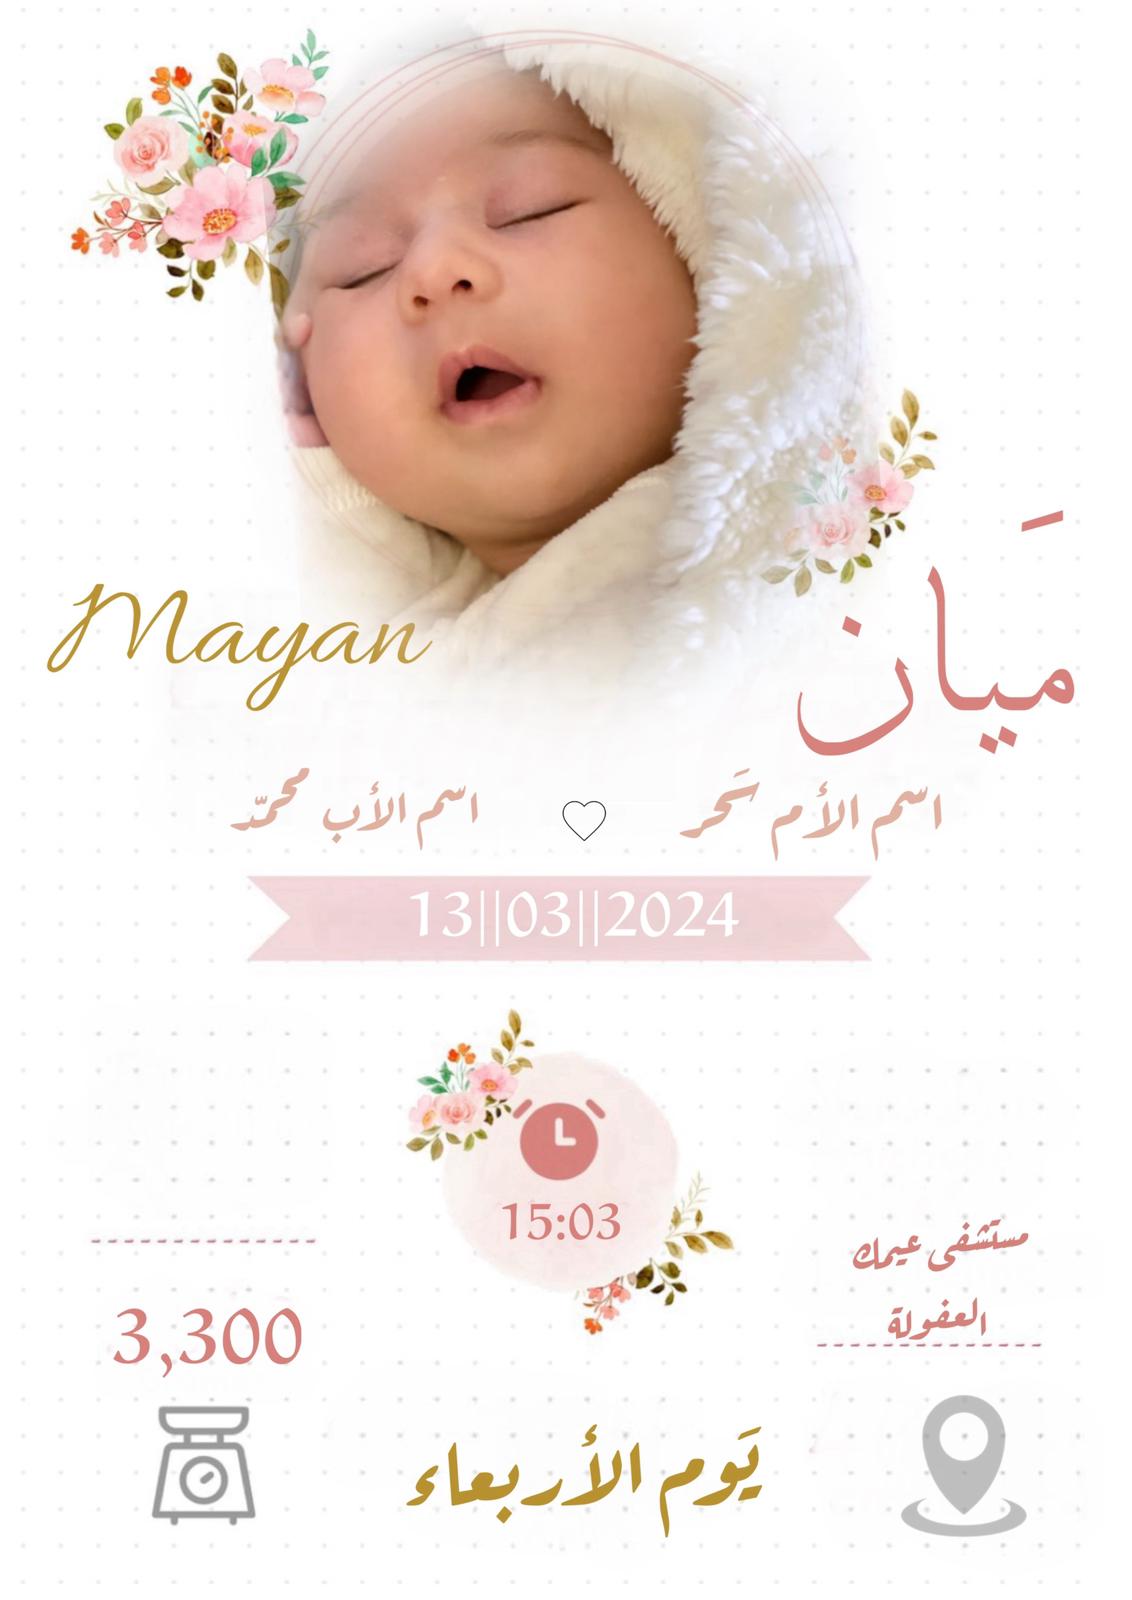 Mayan
مَيان
اسم الأم سَحر
اسم الأب محمّد
13||03||2024
15:03
مستشفى عيمك
العفولة
3,300
يَوم الأربعاء